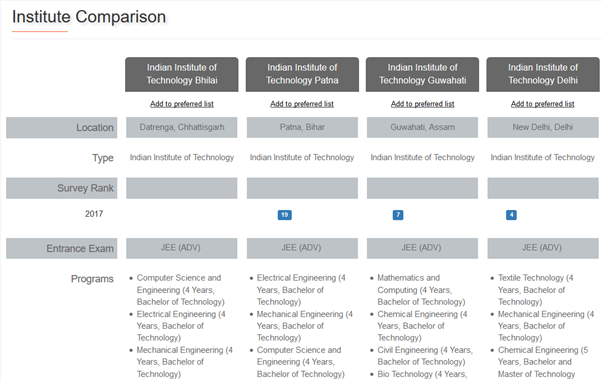 Institute Comparison
Indian Institute of Technology Bhilai
Indian Institute of Technology Patna
Indian Institute of Technology Guwahati
Indian Institute of Technology Delhi
Add to preferred list
Add to preferred list
Add to preferred list
Add to preferred list
Location
Datrenga, Chhattisgarh
Patna, Bihar
Guwahati, Assam
New Delhi, Delhi
Type
Indian Institute of Technology
Indian Institute of Technology
Indian Institute of Technology
Indian Institute of Technology
Survey Rank
2017
19
7
4
Entrance Exam
JEE (ADV)
JEE (ADV)
JEE (ADV)
JEE (ADV)
Programs
• Computer Science and
Engineering (4 Years,
Bachelor of Technology)
• Electrical Engineering (4
Years, Bachelor of
Technology)
• Mechanical Engineering (4
Years, Bachelor of
• Electrical Engineering (4
Years, Bachelor of
Technology)
• Mechanical Engineering (4
Years, Bachelor of
Technology)
• Computer Science and
Engineering (4 Years,
• Mathematics and
Computing (4 Years,
Bachelor of Technology)
• Chemical Engineering (4
Years, Bachelor of
Technology)
• Civil Engineering (4 Years,
Bachelor of Technology)
• Bio Technology (4 Years,
• Textile Technology (4
Years, Bachelor of
Technology)
• Mechanical Engineering (4
Years, Bachelor of
Technology)
• Chemical Engineering (5
Years, Bachelor and
Master of Technology